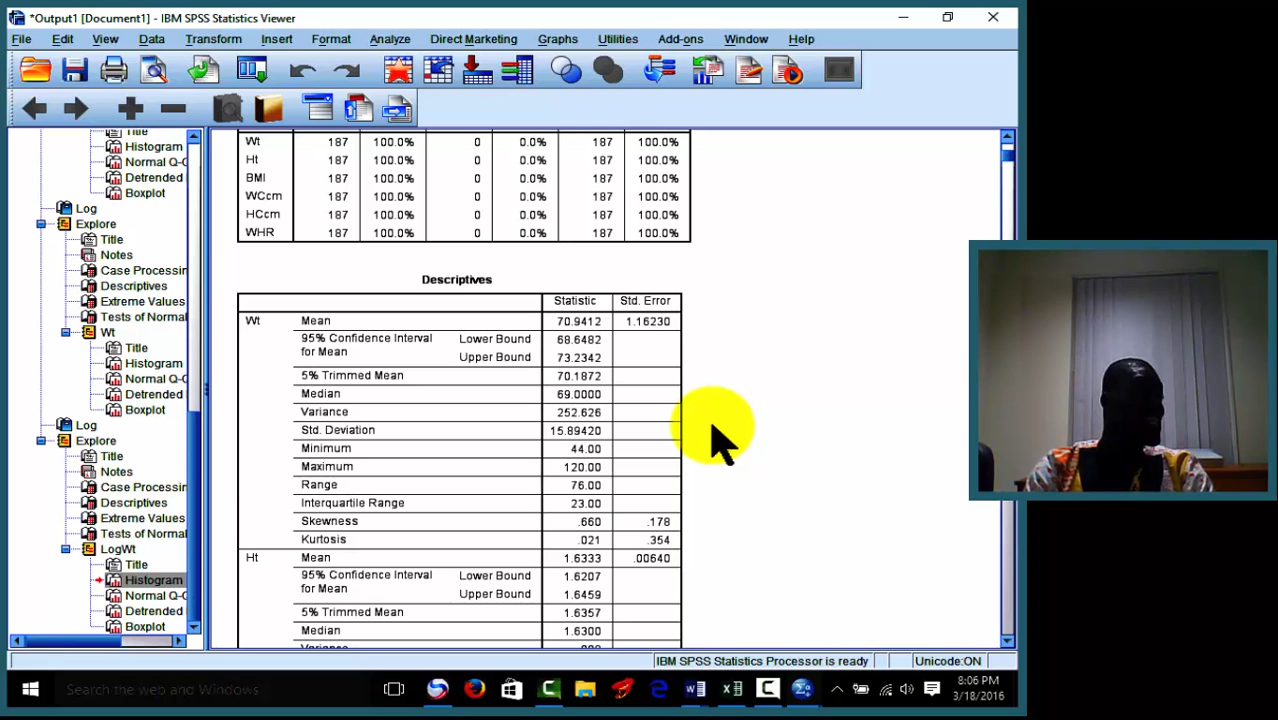 *Output1 [Document1] - IBM SPSS Statistics Viewer
File Edit View Data Transform Insert Format Analyze Direct Marketing Graphs Utilities Add-ons Window Help
Histogram
Normal Q-Q
Detrended
Boxplot
Log
Explore
Title
Notes
Case Processin
Descriptives
Extreme Values
Tests of Normal
Wt
Title
Histogram
Normal Q-Q
Detrended
Boxplot
Log
Explore
Title
Notes
Case Processin
Descriptives
Extreme Values
Tests of Normal
LogWt
Title
Histogram
Normal Q-Q
Detrended
Boxplot
Wt 187 100.0% 0 0.0% 187 100.0%
Ht 187 100.0% 0 0.0% 187 100.0%
BMI 187 100.0% 0 0.0% 187 100.0%
WCcm 187 100.0% 0 0.0% 187 100.0%
HCcm 187 100.0% 0 0.0% 187 100.0%
WHR 187 100.0% 0 0.0% 187 100.0%
Descriptives
Statistic Std. Error
Wt Mean 70.9412 1.16230
95% Confidence Interval Lower Bound 68.6482
for Mean Upper Bound 73.2342
5% Trimmed Mean 70.1872
Median 69.0000
Variance 252.626
Std. Deviation 15.89420
Minimum 44.00
Maximum 120.00
Range 76.00
Interquartile Range 23.00
Skewness .660 .178
Kurtosis .021 .354
Ht Mean 1.6333 .00640
95% Confidence Interval Lower Bound 1.6207
for Mean Upper Bound 1.6459
5% Trimmed Mean 1.6357
Median 1.6300
IBM SPSS Statistics Processor is ready Unicode:ON
Search the web and Windows
8:06 PM
3/18/2016